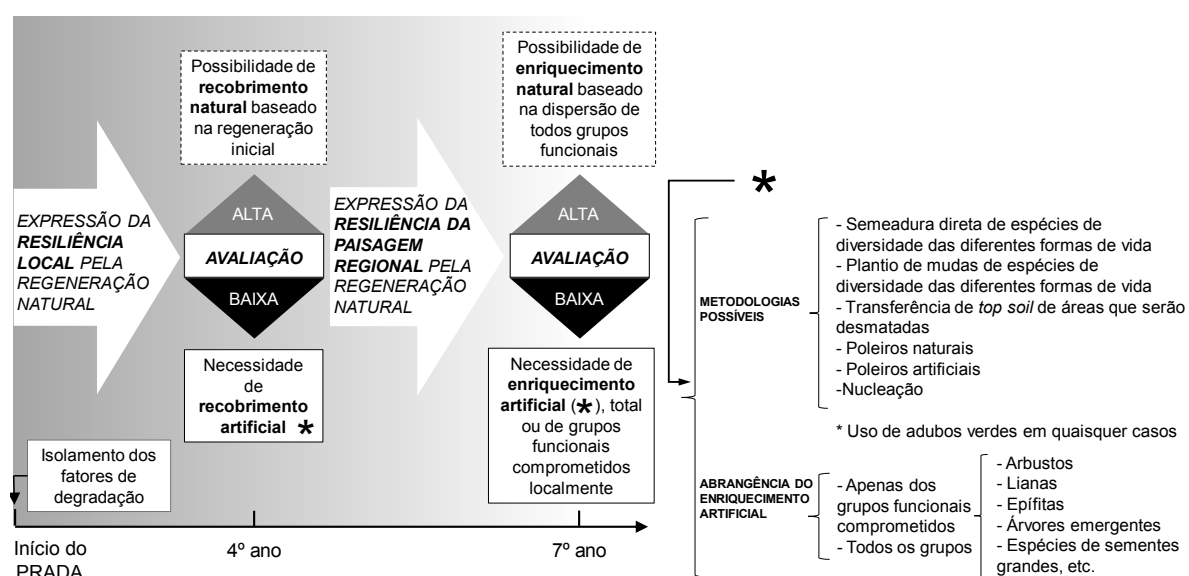 Possibilidade de
recobrimento
natural baseado
na regeneração
inicial
Possibilidade de
enriquecimento
natural baseado
na dispersão de
todos grupos
funcionais
EXPRESSÃO DA
RESILIÊNCIA
LOCAL PELA
REGENERAÇÃO
NATURAL
ALTA
AVALIAÇÃO
BAIXA
EXPRESSÃO DA
RESILIÊNCIA DA
PAISAGEM
REGIONAL PELA
REGENERAÇÃO
NATURAL
ALTA
AVALIAÇÃO
BAIXA
Necessidade
de
recobrimento
artificial *
Necessidade de
enriquecimento
artificial (*), total
ou de grupos
funcionais
comprometidos
localmente
Isolamento dos
fatores de
degradação
Início do
PRADA
4º ano
7º ano
*
METODOLOGIAS
POSSÍVEIS
- Semeadura direta de espécies de
diversidade das diferentes formas de vida
- Plantio de mudas de espécies de
diversidade das diferentes formas de vida
- Transferência de top soil de áreas que serão
desmatadas
- Poleiros naturais
- Poleiros artificiais
-Nucleação
* Uso de adubos verdes em quaisquer casos
ABRANGÊNCIA DO
ENRIQUECIMENTO
ARTIFICIAL
- Apenas dos
grupos funcionais
comprometidos
- Todos os grupos
- Arbustos
- Lianas
- Epífitas
- Árvores emergentes
- Espécies de sementes
grandes, etc.